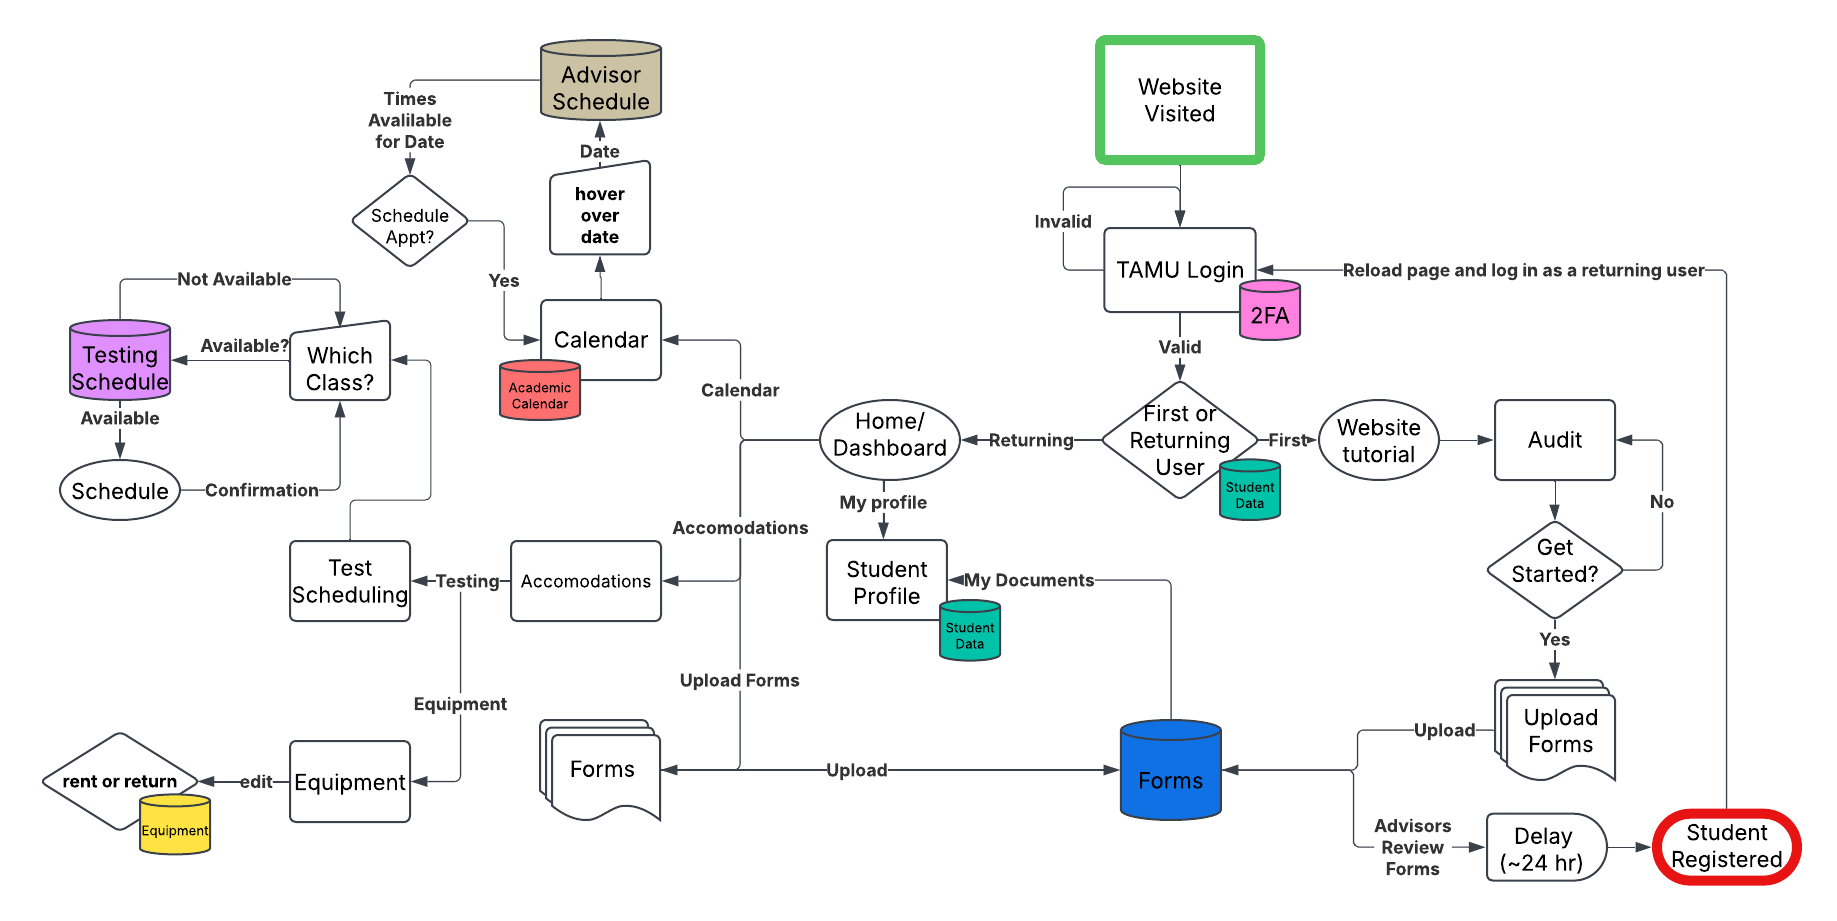 Advisor
Schedule
Times
Avalilable
for Date
Date
hover
over
date
Schedule
Appt?
Yes
Calendar
Academic
Calendar
Calendar
Not Available
Available?
Testing
Schedule
Which
Class?
Available
Schedule
Confirmation
Website
Visited
Invalid
TAMU Login
2FA
Reload page and log in as a returning user
Valid
First or
Returning
User
Student
Data
Returning
First
Home/
Dashboard
Website
tutorial
Audit
No
Get
Started?
Yes
My profile
Student
Profile
Student
Data
My Documents
Accomodations
Accomodations
Testing
Test
Scheduling
Equipment
Equipment
edit
rent or return
Equipment
Upload Forms
Forms
Upload
Forms
Upload
Upload
Forms
Advisors
Review
Forms
Delay
(~24 hr)
Student
Registered